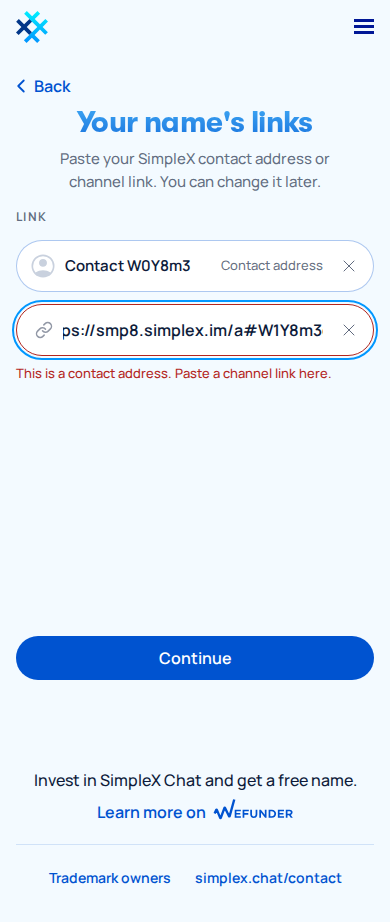 Back
Your name's links
Paste your SimpleX contact address or
channel link. You can change it later.
LINK
Contact W0Y8m3 Contact address
ps://smp8.simplex.im/a#W1Y8m3
This is a contact address. Paste a channel link here.
Continue
Invest in SimpleX Chat and get a free name.
Learn more on WEFUNDER
Trademark owners simplex.chat/contact